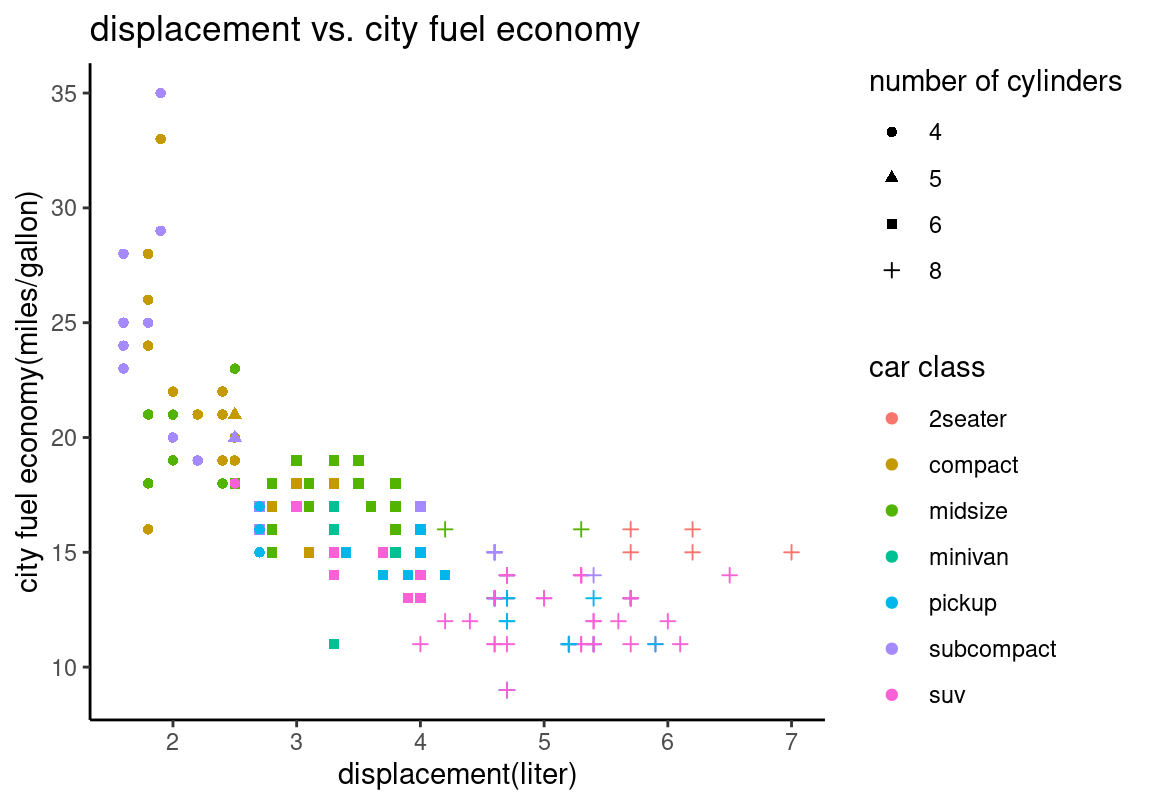 displacement vs. city fuel economy
city fuel economy(miles/gallon)
35
30
25
20
15
10
2
3
4
5
6
7
displacement(liter)
number of cylinders
4
5
6
8
car class
2seater
compact
midsize
minivan
pickup
subcompact
suv